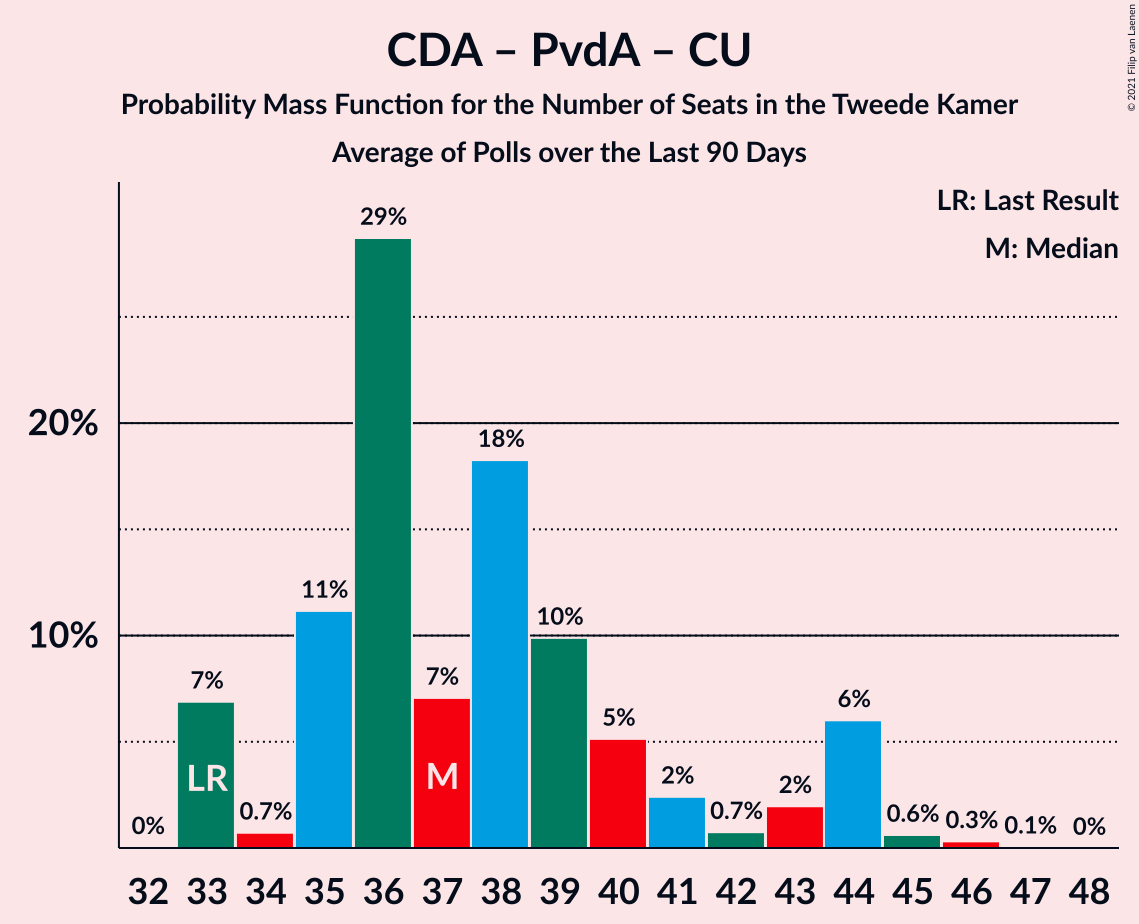 CDA – PvdA – CU
Probability Mass Function for the Number of Seats in the Tweede Kamer
Average of Polls over the Last 90 Days
© 2021 Filip van Laenen
LR: Last Result
M: Median
29%
20%
18%
11%
10%
10%
7%
7%
6%
5%
LR
M
2%
2%
0%
0.7%
0.7%
0.6%
0.3%
0.1%
0%
32 33 34 35 36 37 38 39 40 41 42 43 44 45 46 47 48